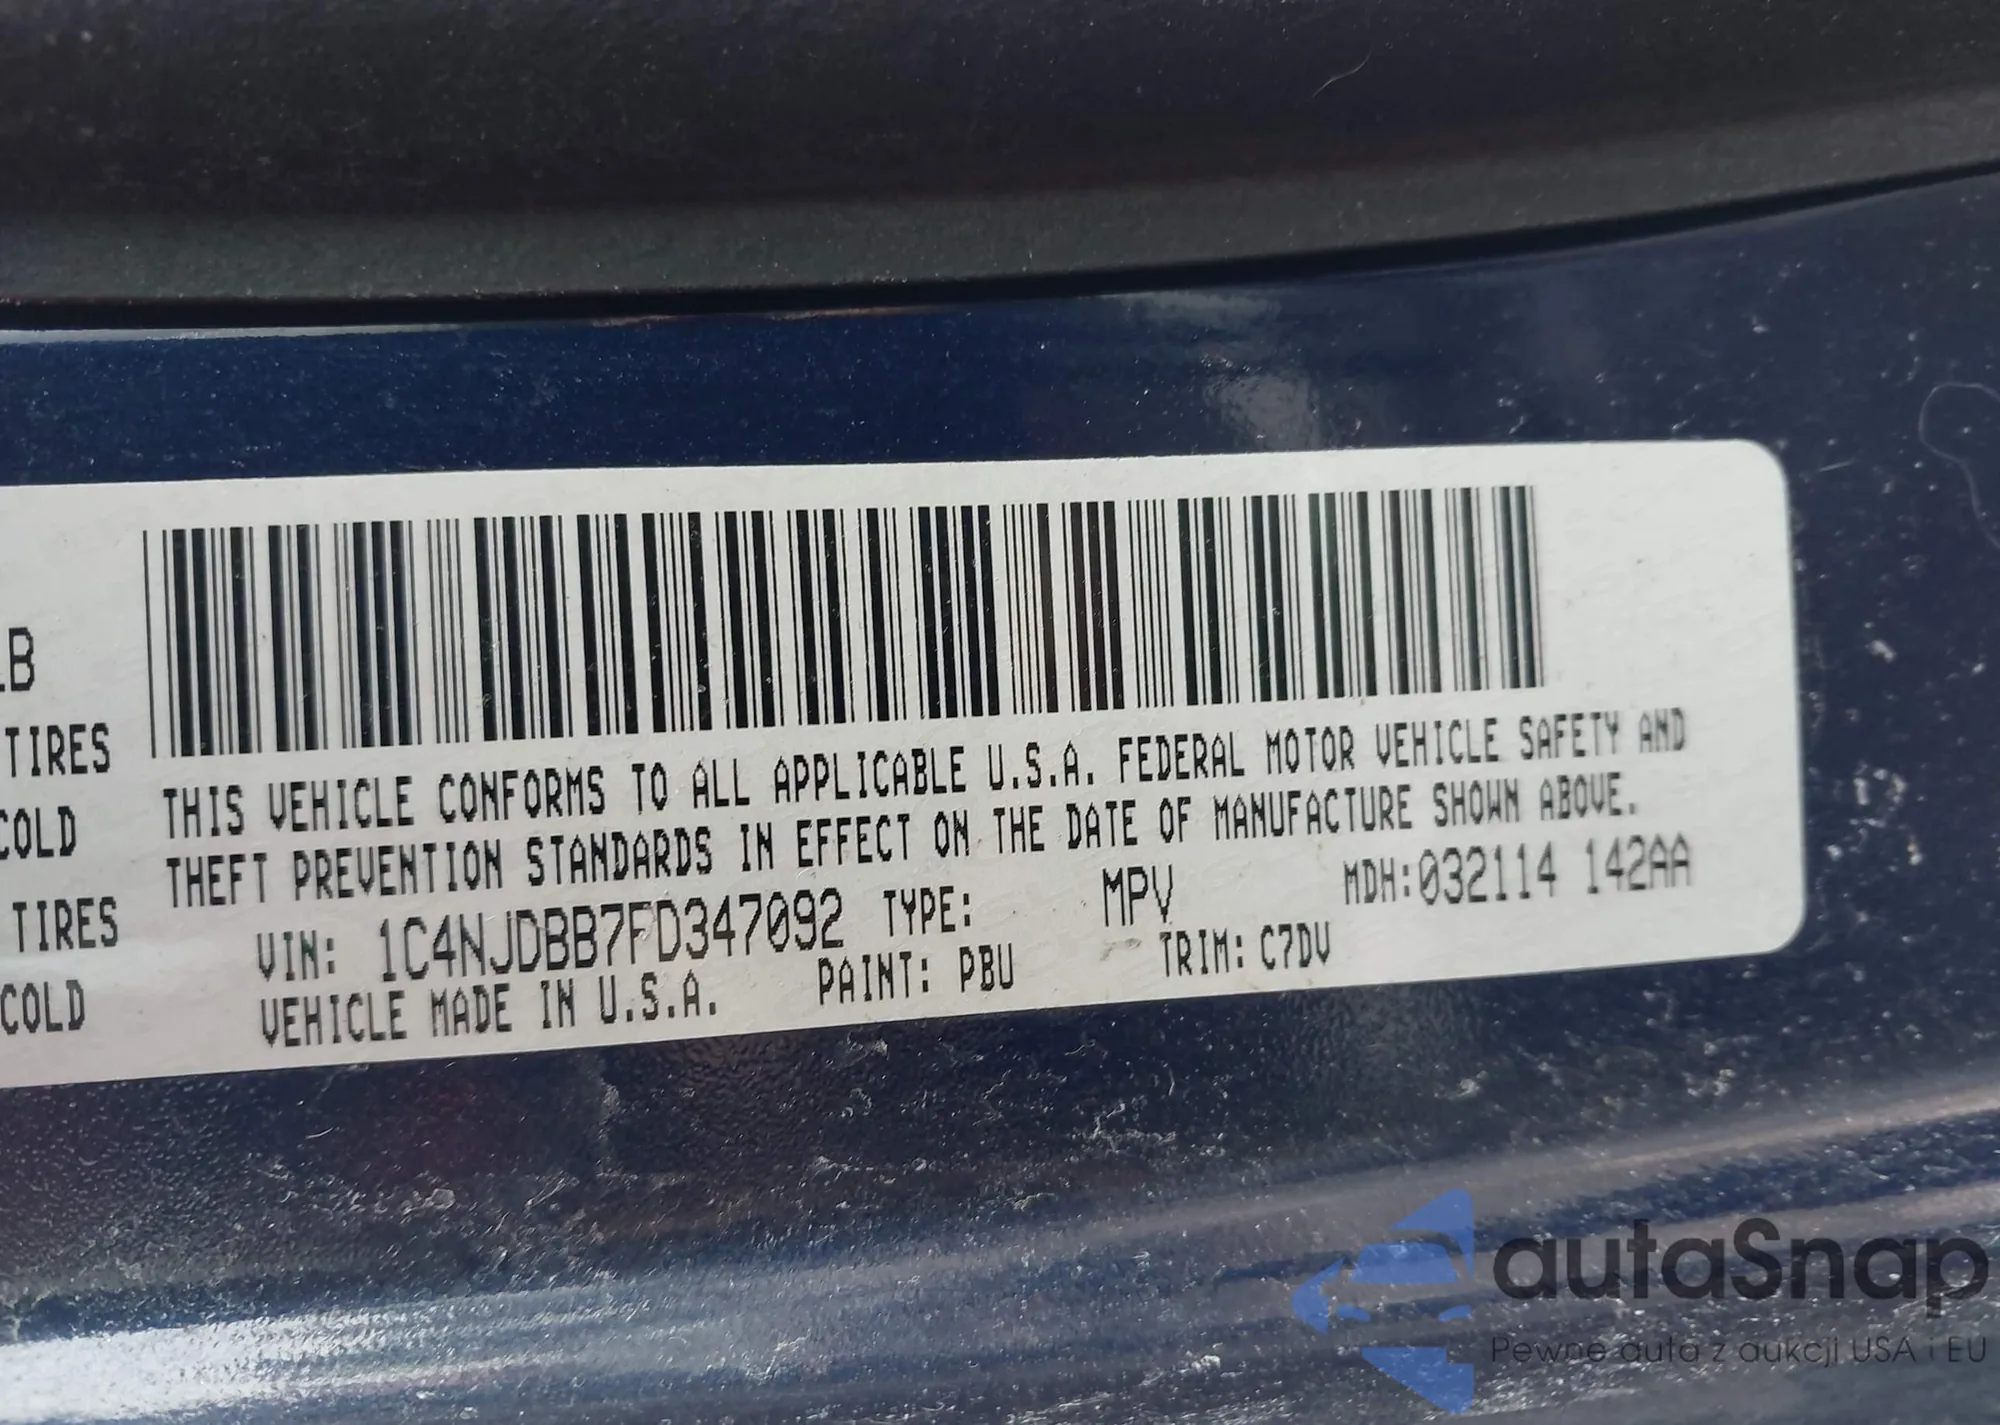 LB
TIRES
COLD
TIRES
COLD
THIS VEHICLE CONFORMS TO ALL APPLICABLE U.S.A. FEDERAL MOTOR VEHICLE SAFETY AND
THEFT PREVENTION STANDARDS IN EFFECT ON THE DATE OF MANUFACTURE SHOWN ABOVE.
VIN: 1C4NJDBB7FD347092 TYPE: MPV MDH:032114 142AA
VEHICLE MADE IN U.S.A. PAINT: PBU TRIM: C7DV
autaSnap
Pewne auta z aukcji USA i EU